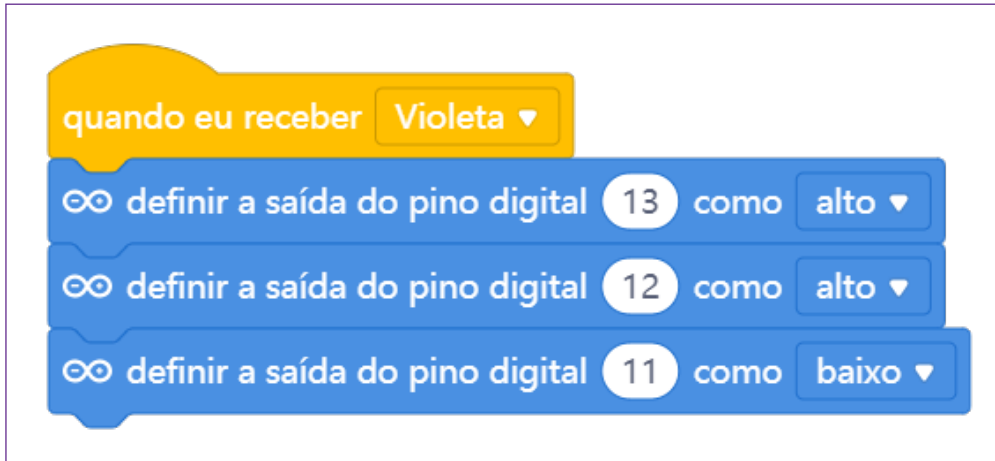 quando eu receber Violeta
definir a saída do pino digital 13 como alto
definir a saída do pino digital 12 como alto
definir a saída do pino digital 11 como baixo